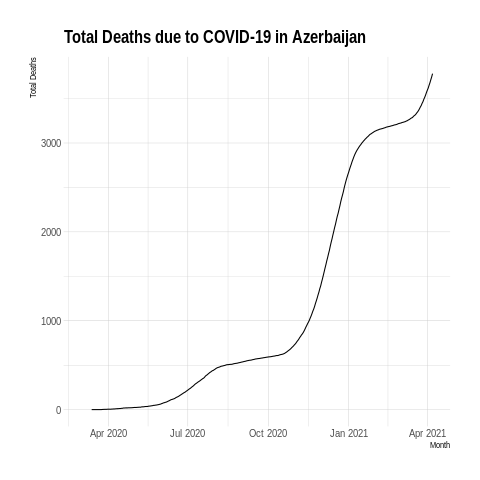 Total Deaths due to COVID-19 in Azerbaijan
Total Deaths
3000
2000
1000
0
Apr 2020 Jul 2020 Oct 2020 Jan 2021 Apr 2021
Month